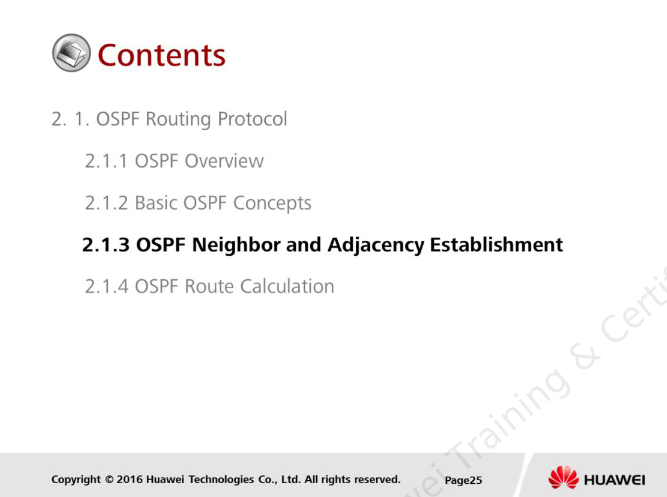 Contents
2. 1. OSPF Routing Protocol
2.1.1 OSPF Overview
2.1.2 Basic OSPF Concepts
2.1.3 OSPF Neighbor and Adjacency Establishment
2.1.4 OSPF Route Calculation
Training &
Copyright © 2016 Huawei Technologies Co., Ltd. All rights reserved.
Page25
HUAWEI